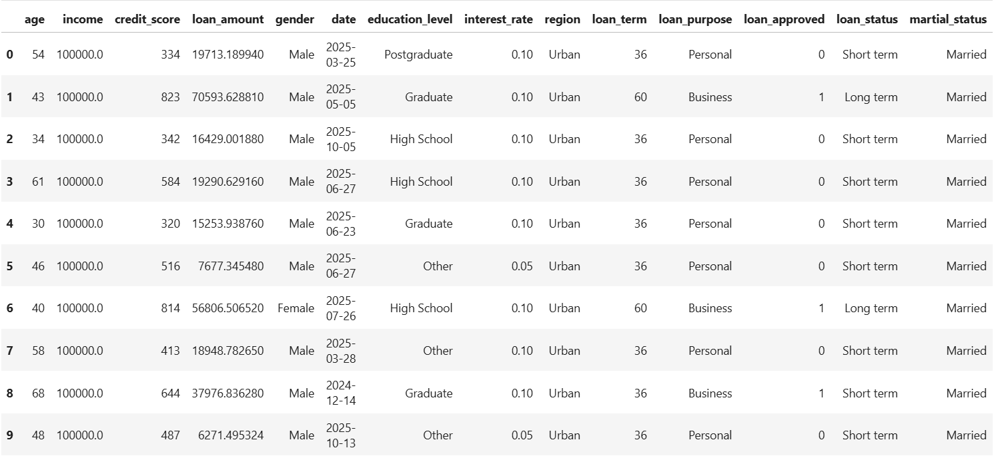 age income credit_score loan_amount gender date education_level interest_rate region loan_term loan_purpose loan_approved loan_status martial_status
0 54 100000.0 334 19713.189940 Male 2025-03-25 Postgraduate 0.10 Urban 36 Personal 0 Short term Married
1 43 100000.0 823 70593.628810 Male 2025-05-05 Graduate 0.10 Urban 60 Business 1 Long term Married
2 34 100000.0 342 16429.001880 Male 2025-10-05 High School 0.10 Urban 36 Personal 0 Short term Married
3 61 100000.0 584 19290.629160 Male 2025-06-27 High School 0.10 Urban 36 Personal 0 Short term Married
4 30 100000.0 320 15253.938760 Male 2025-06-23 Graduate 0.10 Urban 36 Personal 0 Short term Married
5 46 100000.0 516 7677.345480 Male 2025-06-27 Other 0.05 Urban 36 Personal 0 Short term Married
6 40 100000.0 814 56806.506520 Female 2025-07-26 High School 0.10 Urban 60 Business 1 Long term Married
7 58 100000.0 413 18948.782650 Male 2025-03-28 Other 0.10 Urban 36 Personal 0 Short term Married
8 68 100000.0 644 37976.836280 Male 2024-12-14 Graduate 0.10 Urban 36 Business 1 Short term Married
9 48 100000.0 487 6271.495324 Male 2025-10-13 Other 0.05 Urban 36 Personal 0 Short term Married